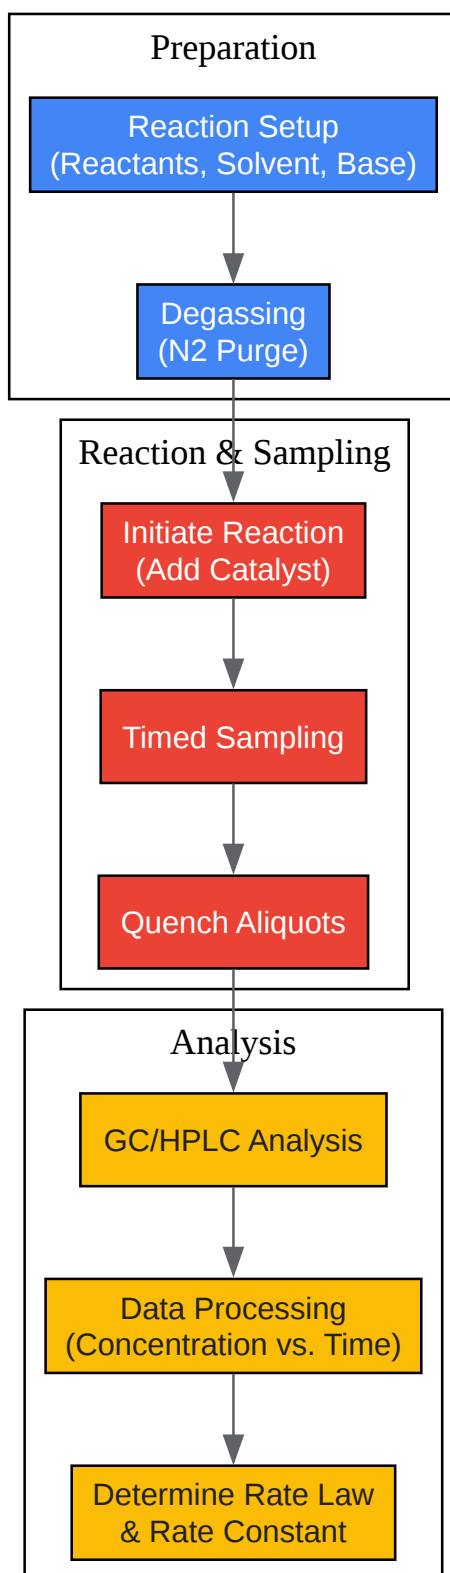 Preparation
Reaction Setup
(Reactants, Solvent, Base)
Degassing
(N2 Purge)
Reaction & Sampling
Initiate Reaction
(Add Catalyst)
Timed Sampling
Quench Aliquots
Analysis
GC/HPLC Analysis
Data Processing
(Concentration vs. Time)
Determine Rate Law
& Rate Constant